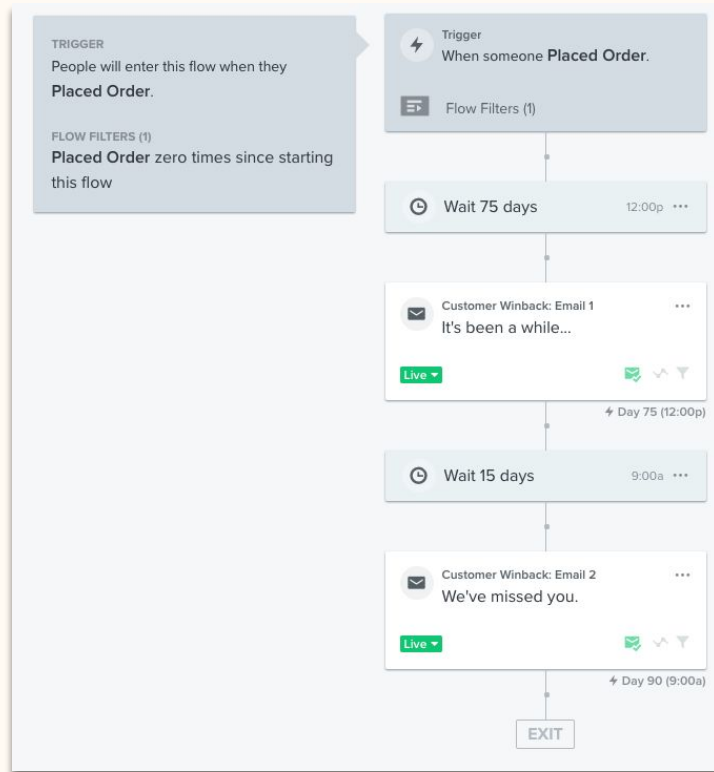 TRIGGER
People will enter this flow when they
Placed Order.
FLOW FILTERS (1)
Placed Order zero times since starting
this flow
Trigger
When someone Placed Order.
Flow Filters (1)
Wait 75 days 12:00p
Customer Winback: Email 1
It's been a while...
Live
Day 75 (12:00p)
Wait 15 days 9:00a
Customer Winback: Email 2
We've missed you.
Live
Day 90 (9:00a)
EXIT